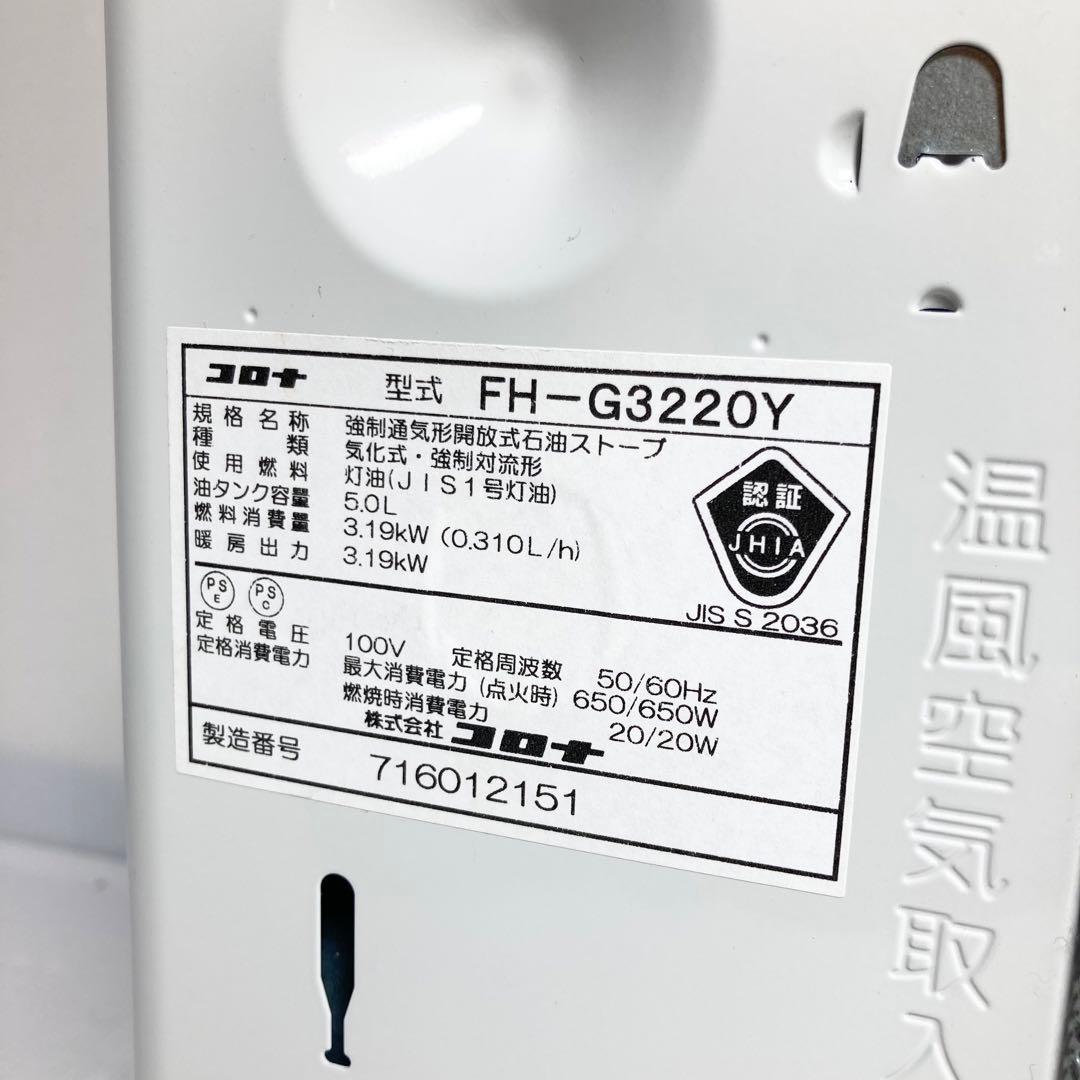 コロナ 型式 FH-G3220Y
規格名称 強制通気形開放式石油ストーブ
種類 気化式・強制対流形
使用燃料 灯油(JIS1号灯油)
油タンク容量 5.0L
燃料消費量 3.19kW (0.310L/h)
暖房出力 3.19kW
認証
JHIA
JIS S 2036
PS E PS C
定格電圧 100V 定格周波数 50/60Hz
定格消費電力 最大消費電力(点火時) 650/650W
燃焼時消費電力 20/20W
株式会社 コロナ
製造番号 716012151
温風空気取入